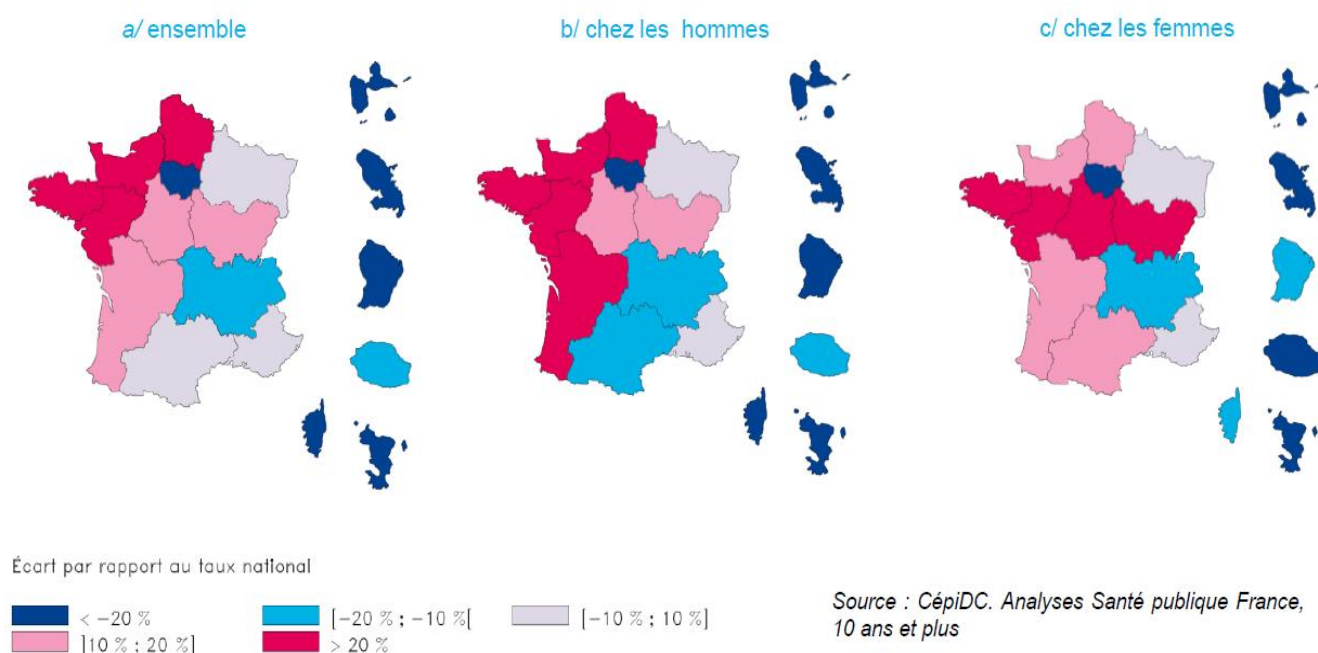 a/ ensemble
b/ chez les hommes
c/ chez les femmes
Écart par rapport au taux national
< -20 %
[-20 % ; -10 %[
[-10 % ; 10 %]
]10 % ; 20 %]
> 20 %
Source : CépiDC. Analyses Santé publique France,
10 ans et plus